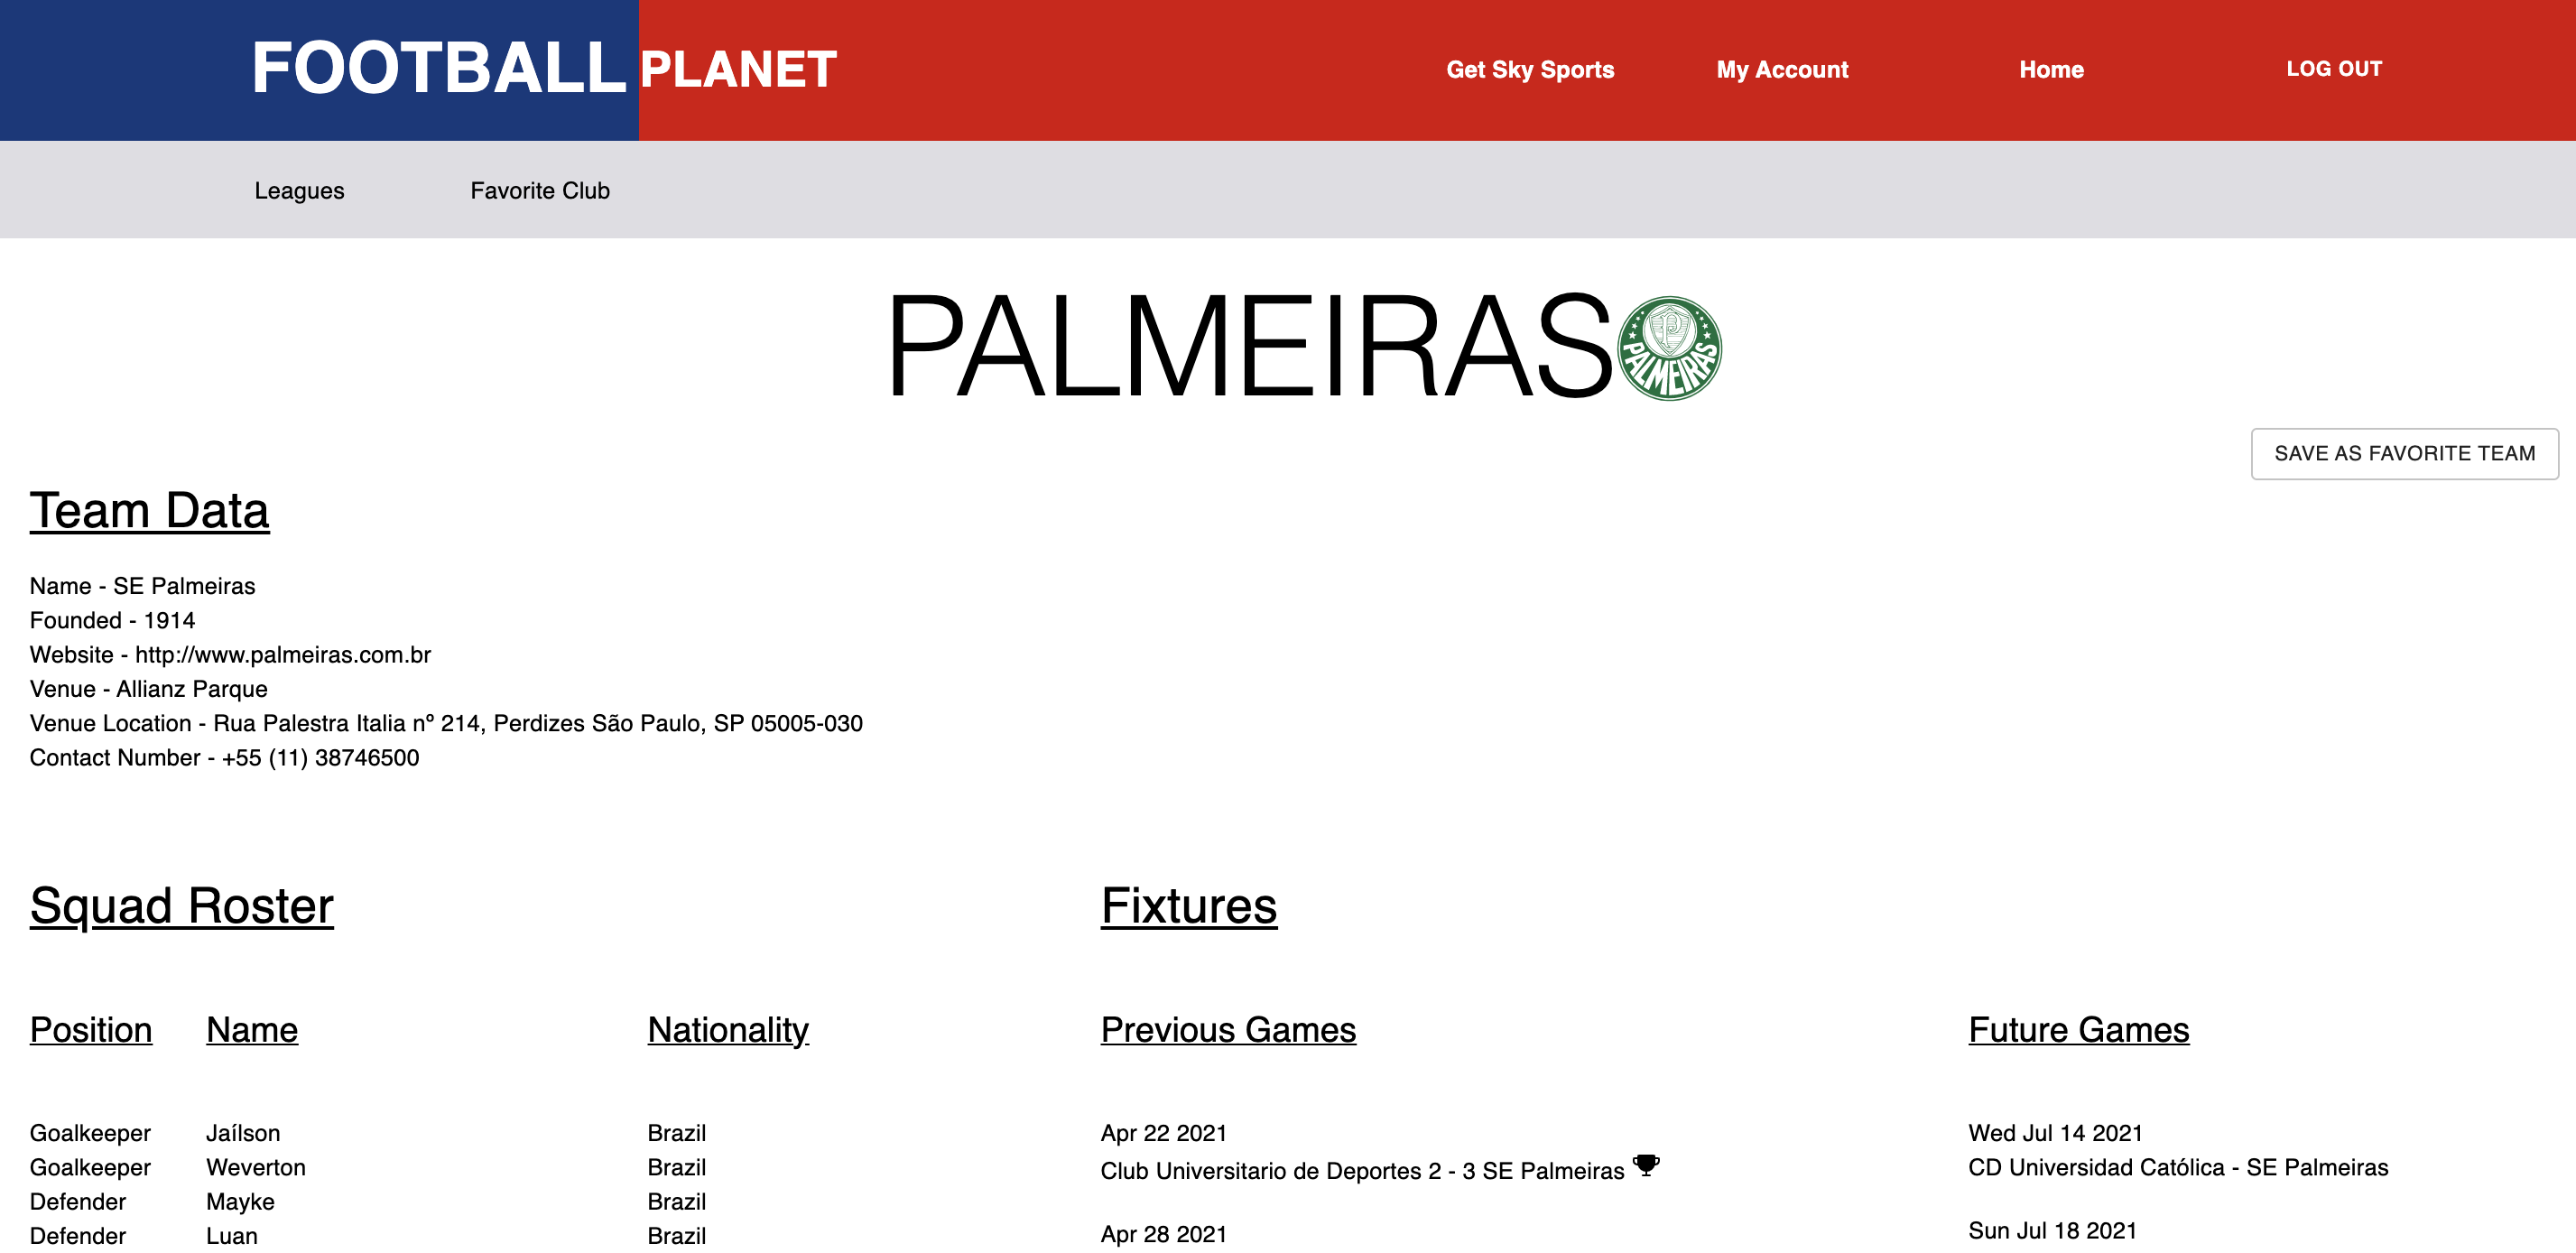 FOOTBALL PLANET Get Sky Sports My Account Home LOG OUT
Leagues Favorite Club
PALMEIRAS P PALMEIRAS
SAVE AS FAVORITE TEAM
Team Data
Name - SE Palmeiras
Founded - 1914
Website - http://www.palmeiras.com.br
Venue - Allianz Parque
Venue Location - Rua Palestra Italia nº 214, Perdizes São Paulo, SP 05005-030
Contact Number - +55 (11) 38746500
Squad Roster
Position Name Nationality
Goalkeeper Jaílson Brazil
Goalkeeper Weverton Brazil
Defender Mayke Brazil
Defender Luan Brazil
Fixtures
Previous Games
Apr 22 2021
Club Universitario de Deportes 2 - 3 SE Palmeiras
Apr 28 2021
Future Games
Wed Jul 14 2021
CD Universidad Católica - SE Palmeiras
Sun Jul 18 2021